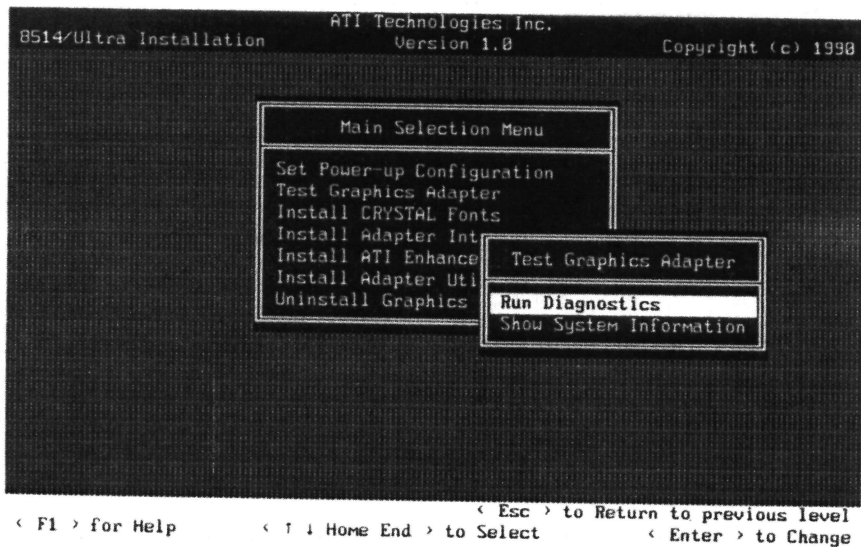 ATI Technologies Inc.
8514/Ultra Installation Version 1.0 Copyright (c) 1990
Main Selection Menu
Set Power-up Configuration
Test Graphics Adapter
Install CRYSTAL Fonts
Install Adapter Int
Install ATI Enhance
Install Adapter Uti
Uninstall Graphics
Test Graphics Adapter
Run Diagnostics
Show System Information
< Esc > to Return to previous level
< F1 > for Help < ↑ ↓ Home End > to Select < Enter > to Change